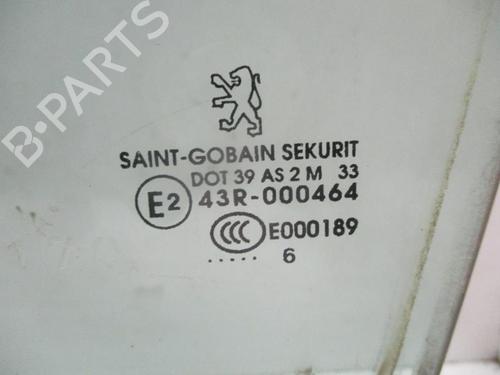 B-PARTS
SAINT-GOBAIN SEKURIT
DOT 39 AS 2 M 33
E2 43R-000464
CCC E000189
..... 6